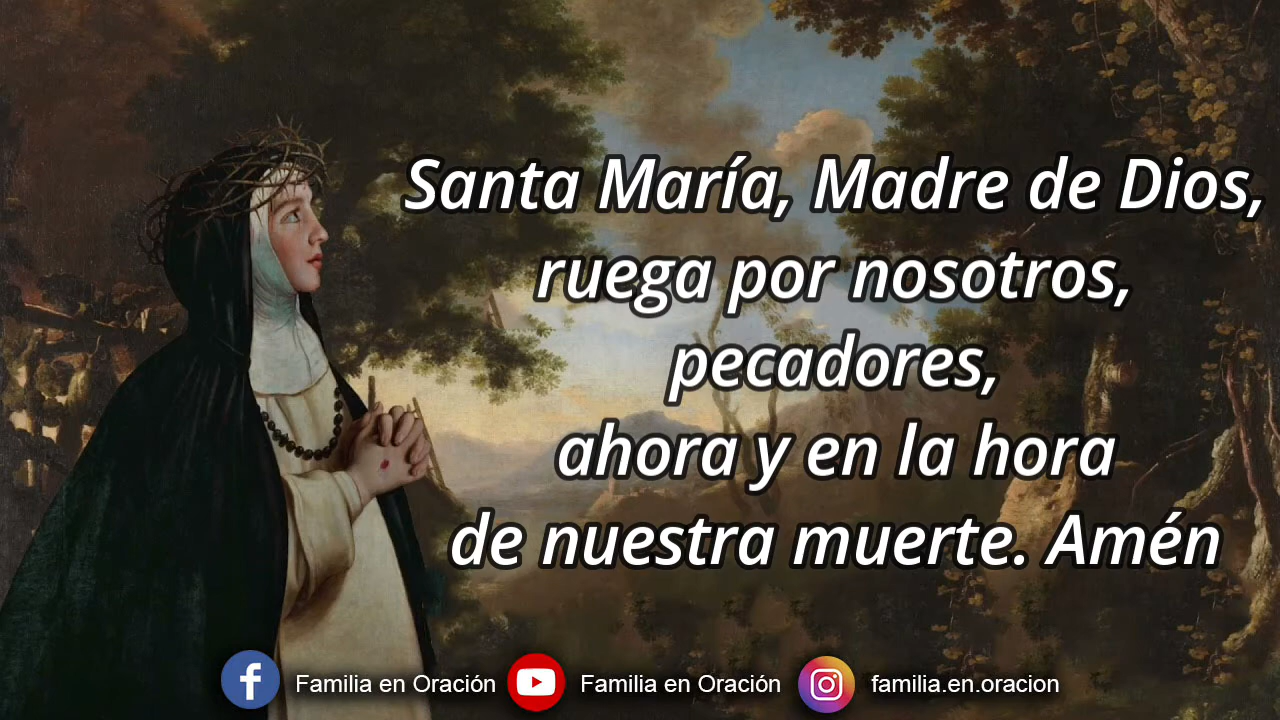 Santa María, Madre de Dios,
ruega por nosotros,
pecadores,
ahora y en la hora
de nuestra muerte. Amén
Familia en Oración Familia en Oración familia.en.oracion